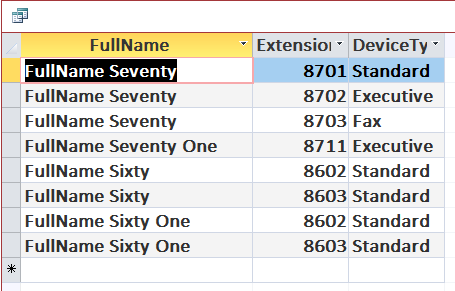 FullName Extension DeviceTy
FullName Seventy 8701 Standard
FullName Seventy 8702 Executive
FullName Seventy 8703 Fax
FullName Seventy One 8711 Executive
FullName Sixty 8602 Standard
FullName Sixty 8603 Standard
FullName Sixty One 8602 Standard
FullName Sixty One 8603 Standard
*